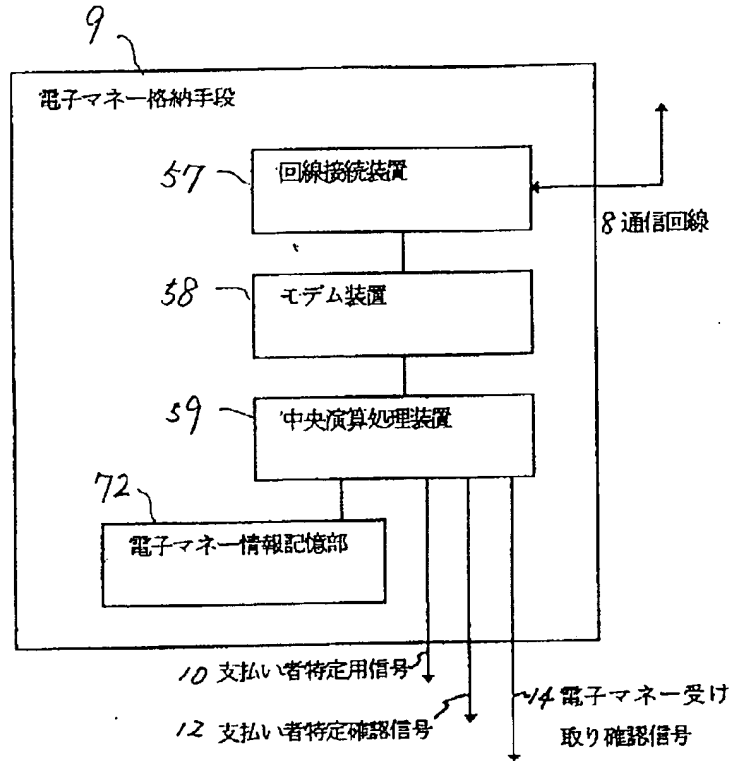 9
電子マネー格納手段
57 回線接続装置
8 通信回線
58 モデム装置
59 中央演算処理装置
72
電子マネー情報記憶部
10 支払い者特定用信号
14 電子マネー受け
12 支払い者特定確認信号
取り確認信号